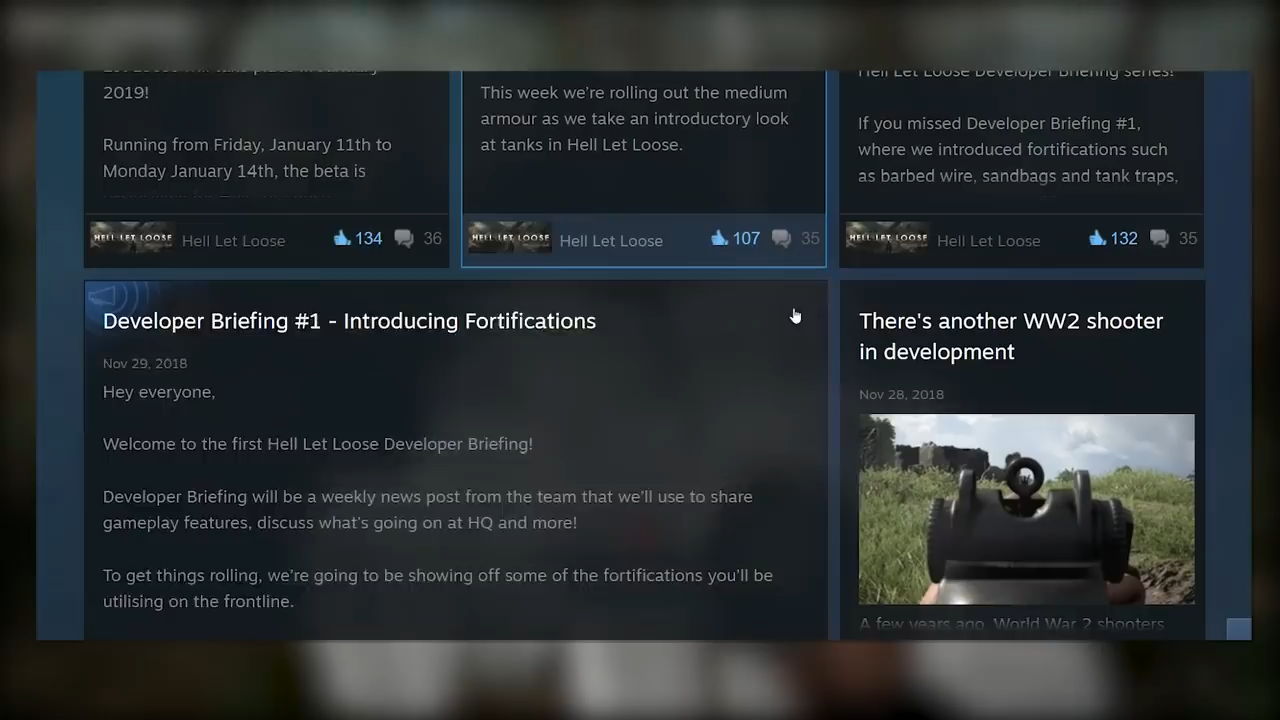 2019!
Running from Friday, January 11th to
Monday January 14th, the beta is
HELL LET LOOSE
Hell Let Loose
134
36
This week we're rolling out the medium
armour as we take an introductory look
at tanks in Hell Let Loose.
HELL LET LOOSE
Hell Let Loose
107
35
Hell Let Loose Developer Briefing series!
If you missed Developer Briefing #1,
where we introduced fortifications such
as barbed wire, sandbags and tank traps,
HELL LET LOOSE
Hell Let Loose
132
35
Developer Briefing #1 - Introducing Fortifications
Nov 29, 2018
Hey everyone,
Welcome to the first Hell Let Loose Developer Briefing!
Developer Briefing will be a weekly news post from the team that we'll use to share
gameplay features, discuss what's going on at HQ and more!
To get things rolling, we're going to be showing off some of the fortifications you'll be
utilising on the frontline.
There's another WW2 shooter
in development
Nov 28, 2018
A few years ago, World War 2 shooters